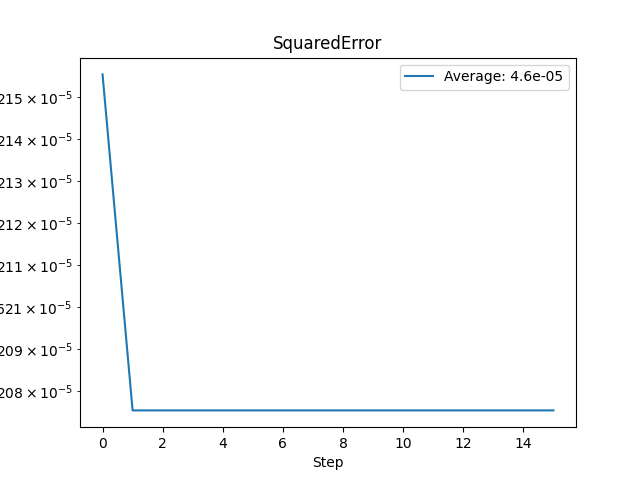 SquaredError
Average: 4.6e-05
215 × 10⁻⁵
214 × 10⁻⁵
213 × 10⁻⁵
212 × 10⁻⁵
211 × 10⁻⁵
521 × 10⁻⁵
209 × 10⁻⁵
208 × 10⁻⁵
0 2 4 6 8 10 12 14
Step